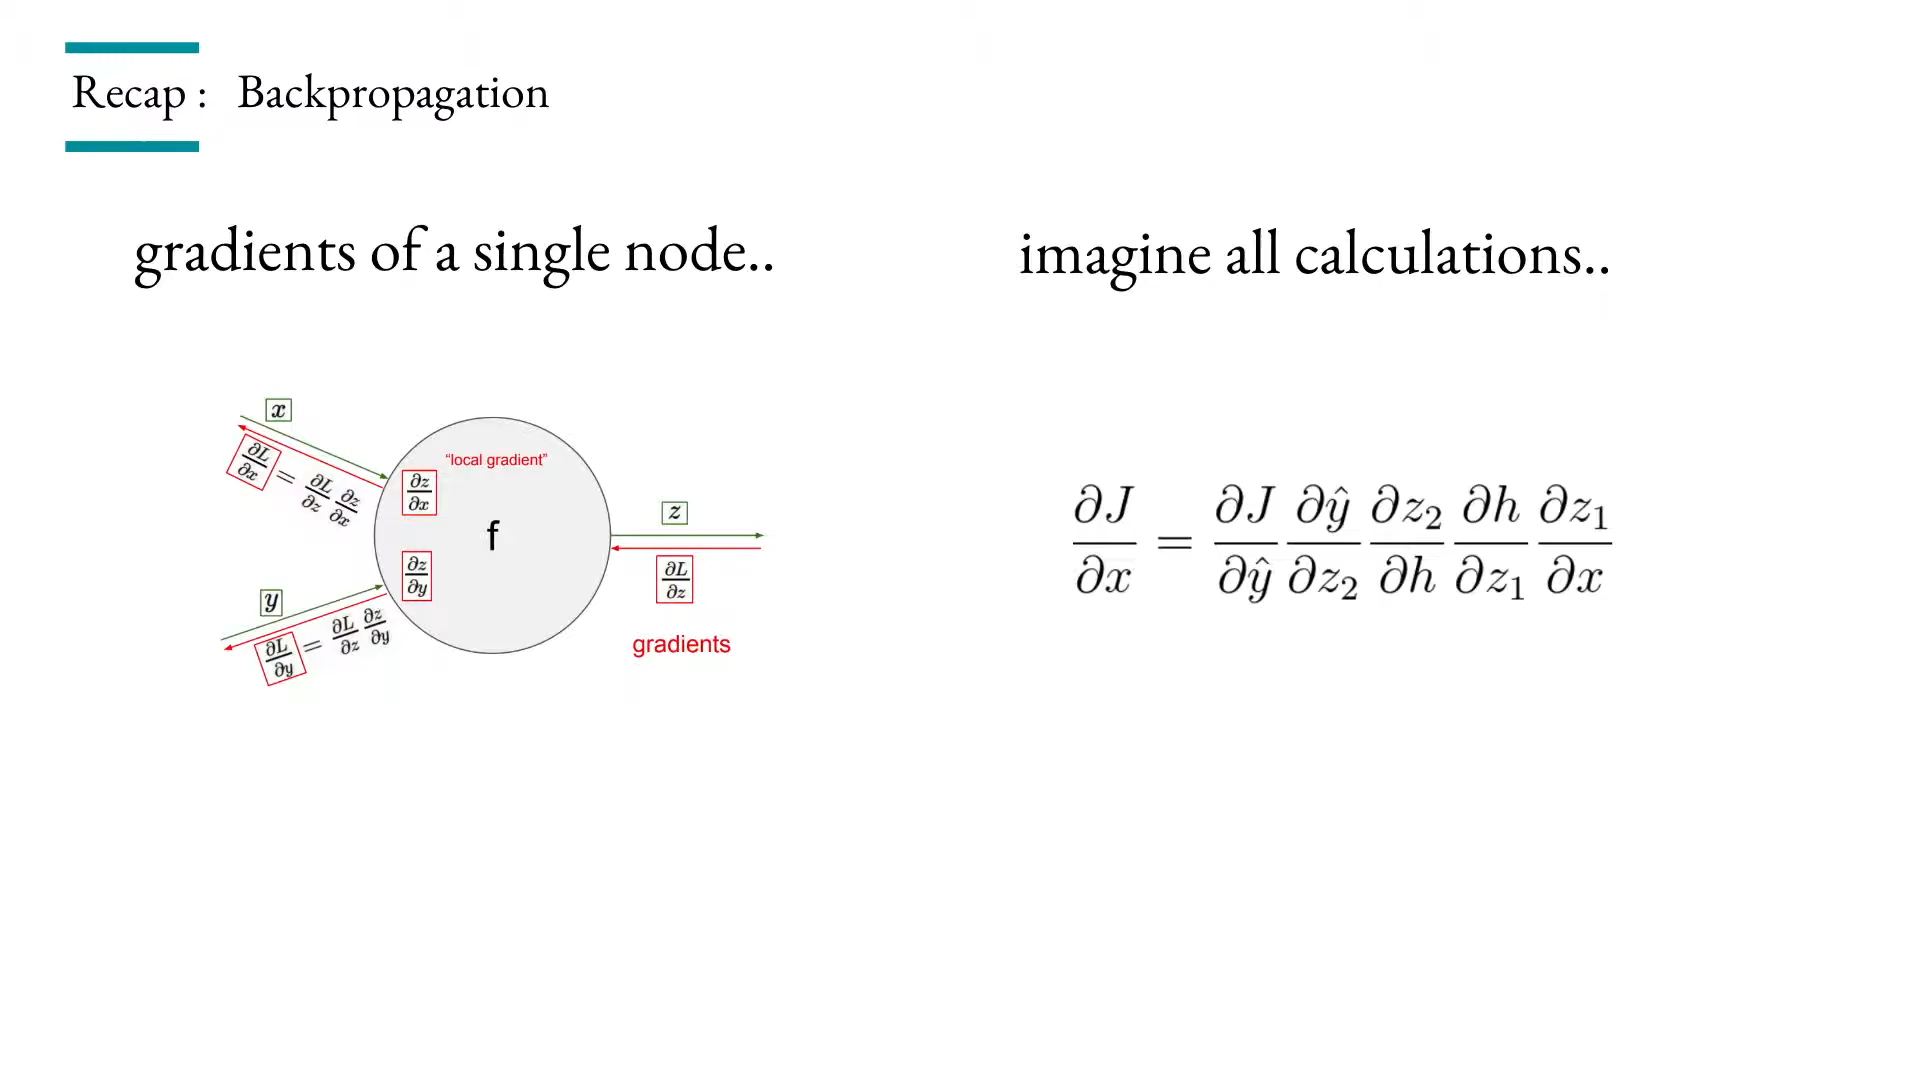 Recap : Backpropagation
gradients of a single node..
imagine all calculations..
x
∂L/∂x = ∂L/∂z ∂z/∂x
"local gradient"
∂z/∂x
f
z
∂L/∂z
gradients
∂z/∂y
y
∂L/∂y = ∂L/∂z ∂z/∂y
∂J/∂x = ∂J/∂ŷ ∂ŷ/∂z₂ ∂z₂/∂h ∂h/∂z₁ ∂z₁/∂x